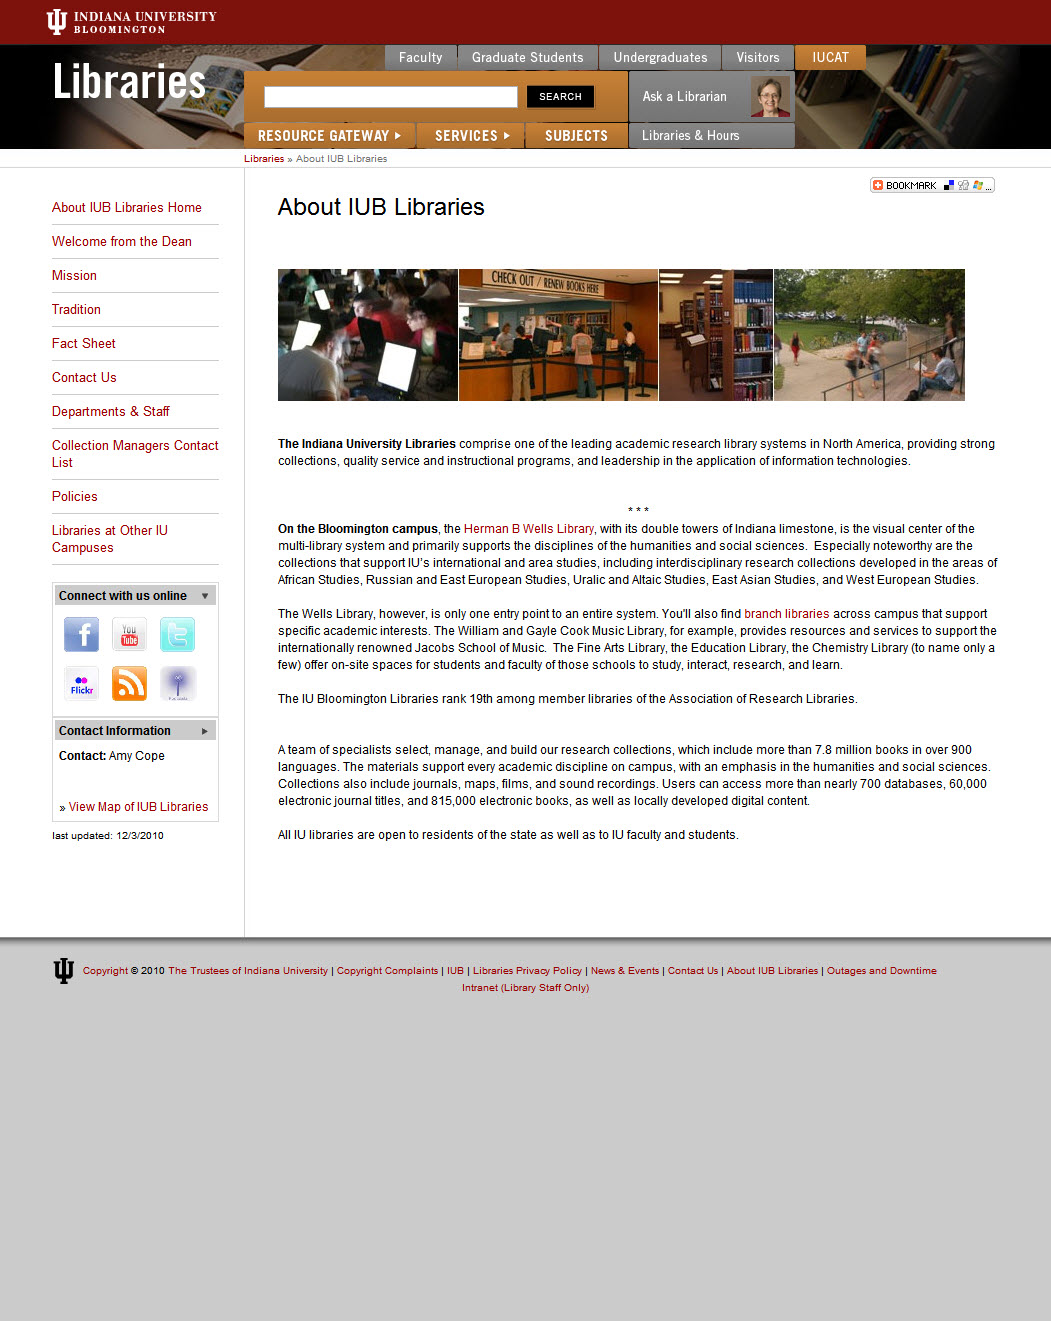 INDIANA UNIVERSITY
BLOOMINGTON
Faculty
Graduate Students
Undergraduates
Visitors
IUCAT
Libraries
SEARCH
Ask a Librarian
RESOURCE GATEWAY
SERVICES
SUBJECTS
Libraries & Hours
Libraries » About IUB Libraries
BOOKMARK ...
About IUB Libraries Home
Welcome from the Dean
Mission
Tradition
Fact Sheet
Contact Us
Departments & Staff
Collection Managers Contact
List
Policies
Libraries at Other IU
Campuses
Connect with us online
You
Tube
t
Flickr
Contact Information
Contact: Amy Cope
» View Map of IUB Libraries
last updated: 12/3/2010
About IUB Libraries
CHECK OUT / RENEW BOOKS HERE
The Indiana University Libraries comprise one of the leading academic research library systems in North America, providing strong
collections, quality service and instructional programs, and leadership in the application of information technologies.
* * *
On the Bloomington campus, the Herman B Wells Library, with its double towers of Indiana limestone, is the visual center of the
multi-library system and primarily supports the disciplines of the humanities and social sciences. Especially noteworthy are the
collections that support IU's international and area studies, including interdisciplinary research collections developed in the areas of
African Studies, Russian and East European Studies, Uralic and Altaic Studies, East Asian Studies, and West European Studies.
The Wells Library, however, is only one entry point to an entire system. You'll also find branch libraries across campus that support
specific academic interests. The William and Gayle Cook Music Library, for example, provides resources and services to support the
internationally renowned Jacobs School of Music. The Fine Arts Library, the Education Library, the Chemistry Library (to name only a
few) offer on-site spaces for students and faculty of those schools to study, interact, research, and learn.
The IU Bloomington Libraries rank 19th among member libraries of the Association of Research Libraries.
A team of specialists select, manage, and build our research collections, which include more than 7.8 million books in over 900
languages. The materials support every academic discipline on campus, with an emphasis in the humanities and social sciences.
Collections also include journals, maps, films, and sound recordings. Users can access more than nearly 700 databases, 60,000
electronic journal titles, and 815,000 electronic books, as well as locally developed digital content.
All IU libraries are open to residents of the state as well as to IU faculty and students.
Copyright © 2010 The Trustees of Indiana University | Copyright Complaints | IUB | Libraries Privacy Policy | News & Events | Contact Us | About IUB Libraries | Outages and Downtime
Intranet (Library Staff Only)